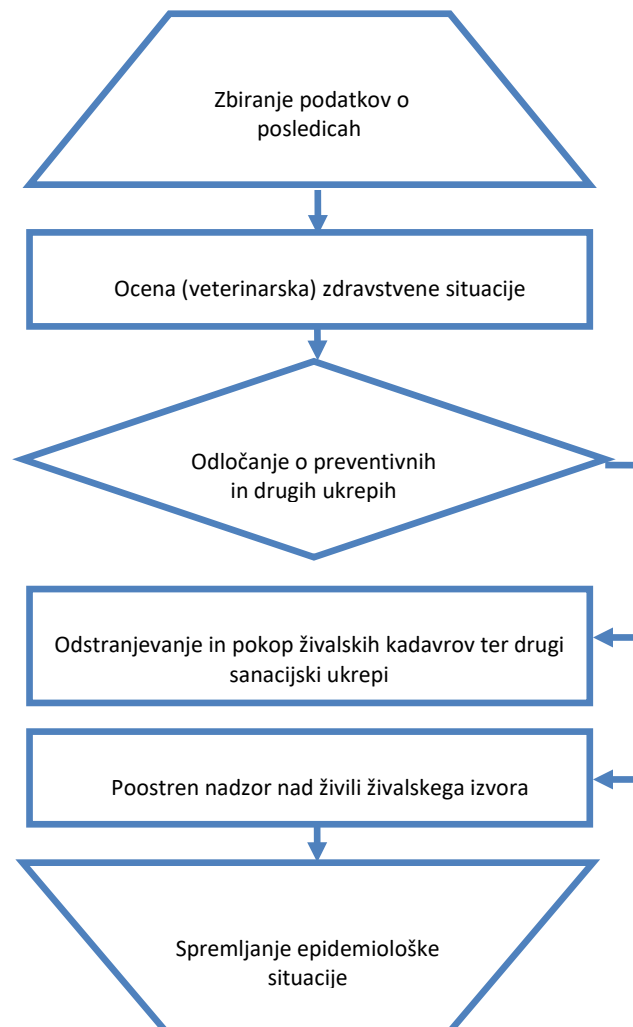 Zbiranje podatkov o
posledicah
Ocena (veterinarska) zdravstvene situacije
Odločanje o preventivnih
in drugih ukrepih
Odstranjevanje in pokop živalskih kadavrov ter drugi
sanacijski ukrepi
Poostren nadzor nad živili živalskega izvora
Spremljanje epidemiološke
situacije